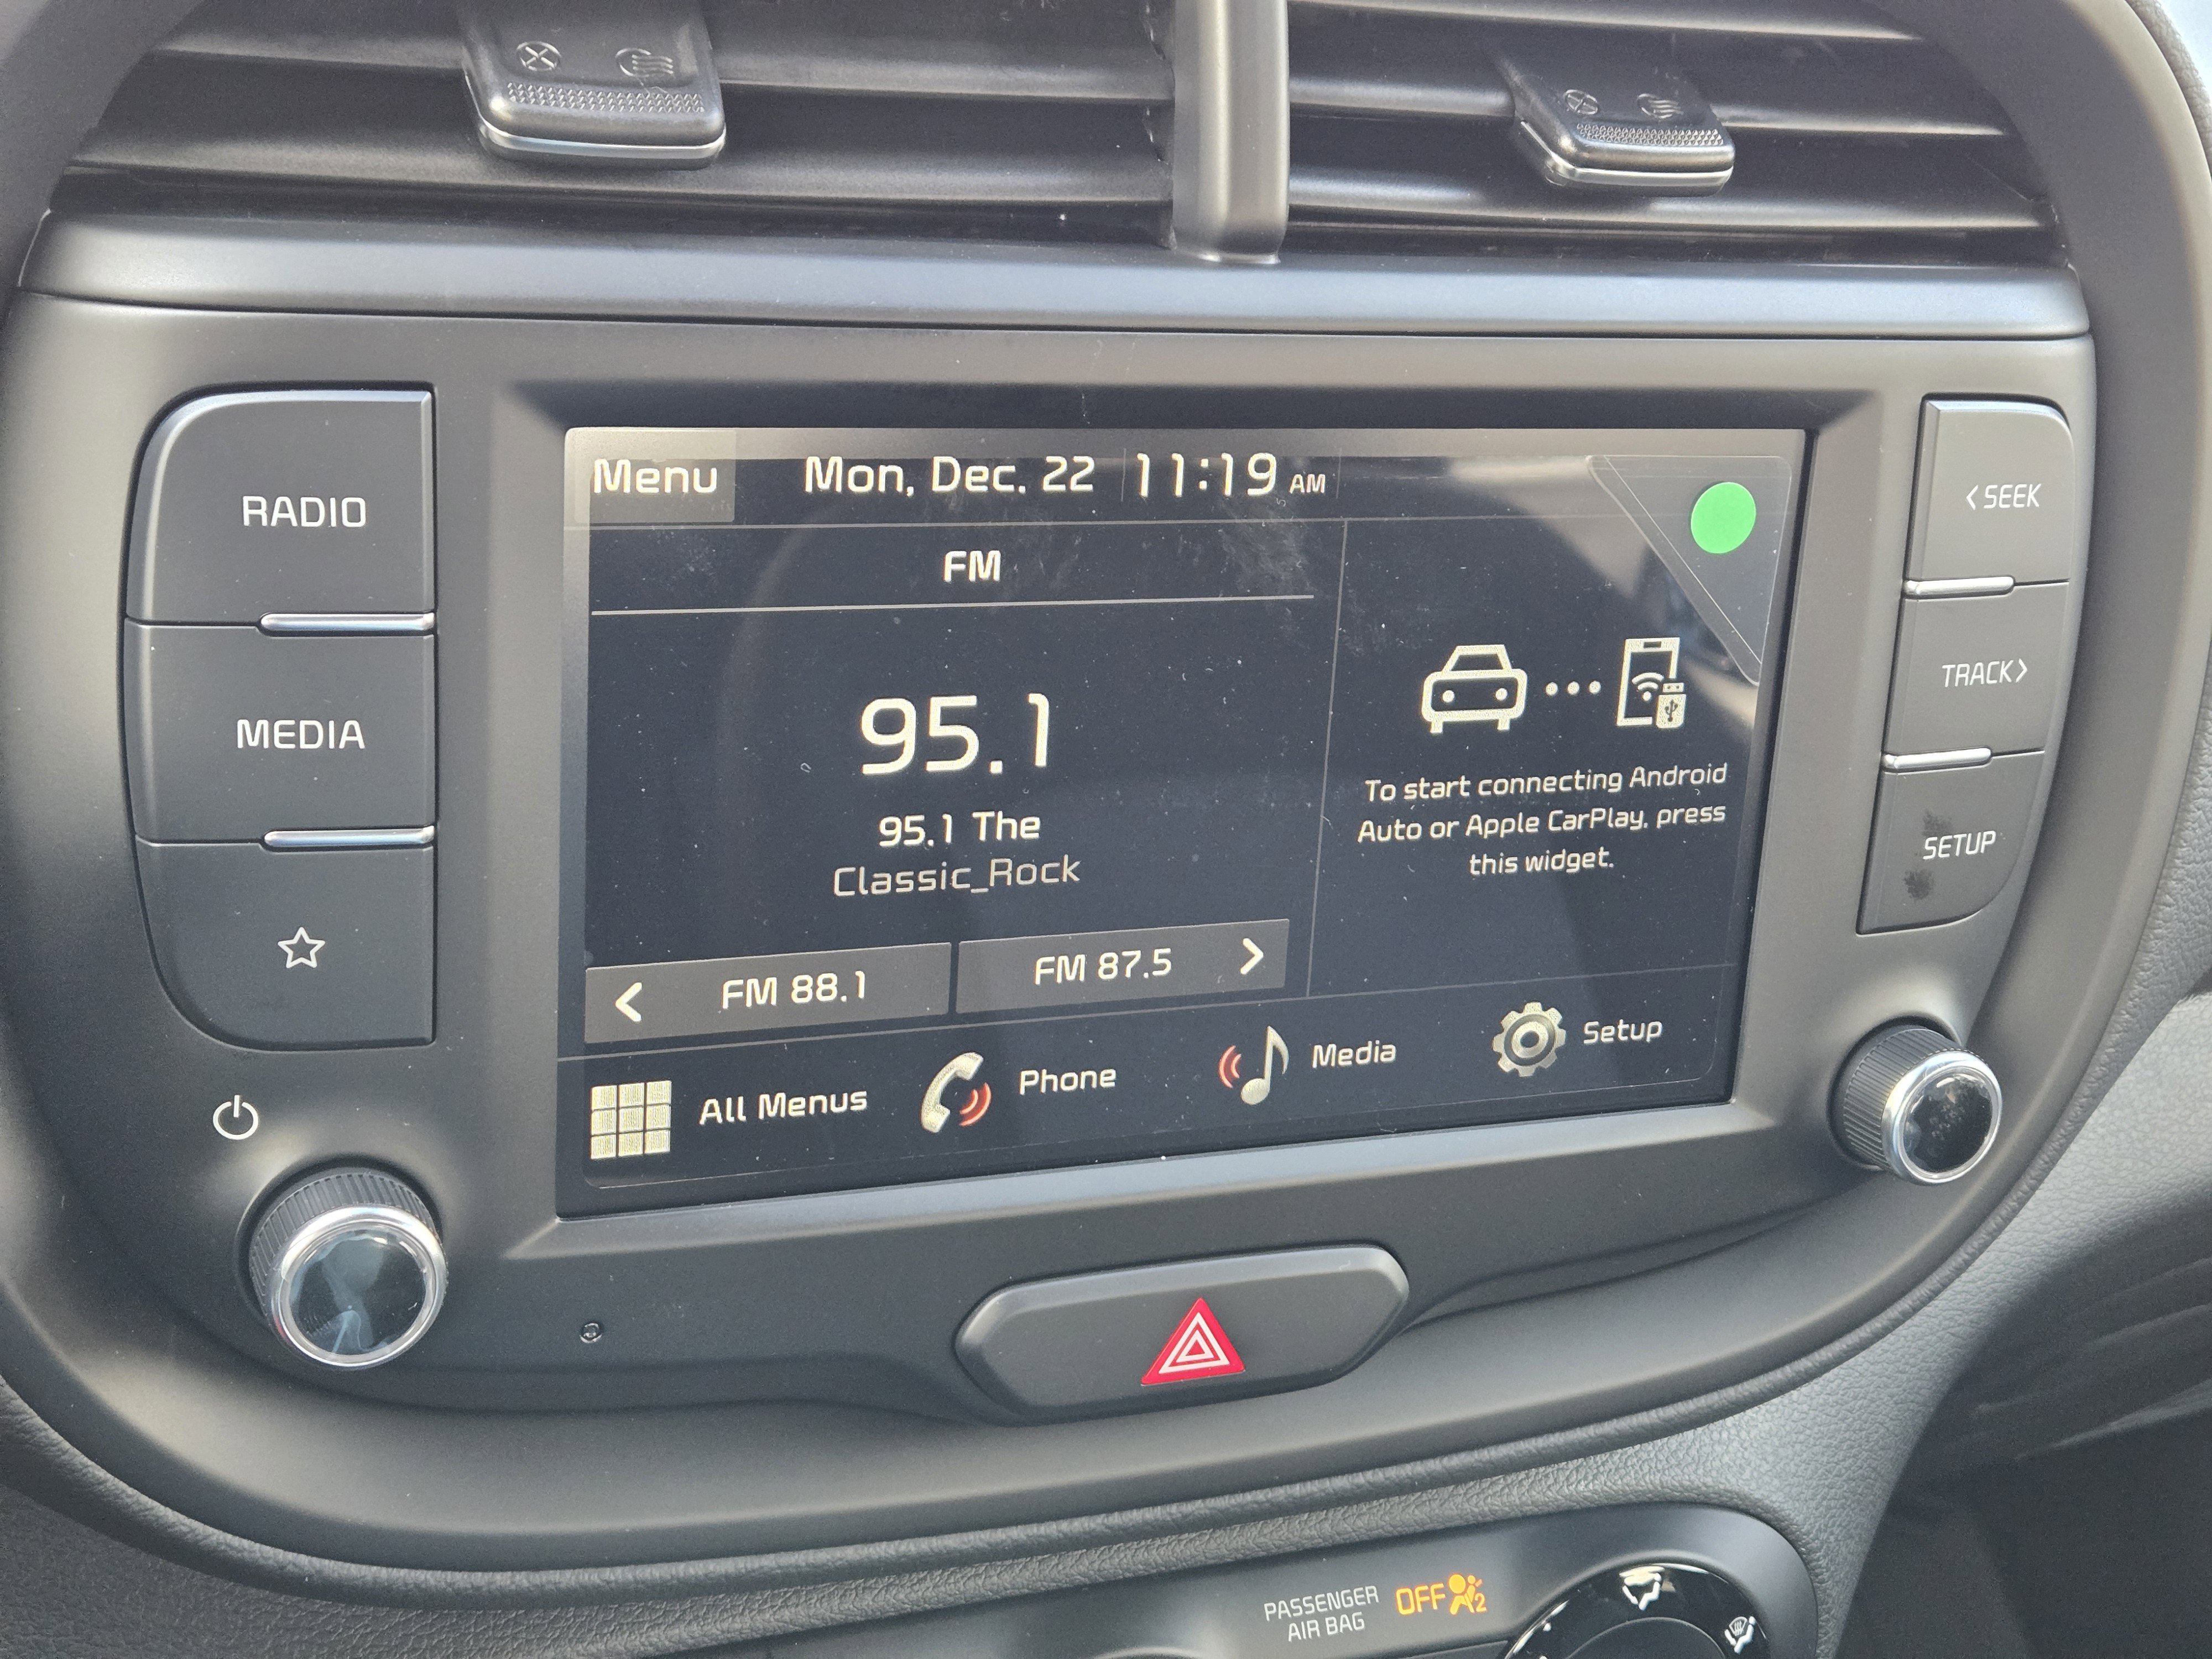 RADIO
MEDIA
Menu
Mon, Dec. 22
11:19 AM
FM
95.1
95.1 The
Classic_Rock
FM 88.1
FM 87.5
To start connecting Android
Auto or Apple CarPlay, press
this widget.
All Menus
Phone
Media
Setup
<SEEK
TRACK>
SETUP
PASSENGER
AIR BAG
OFF
2